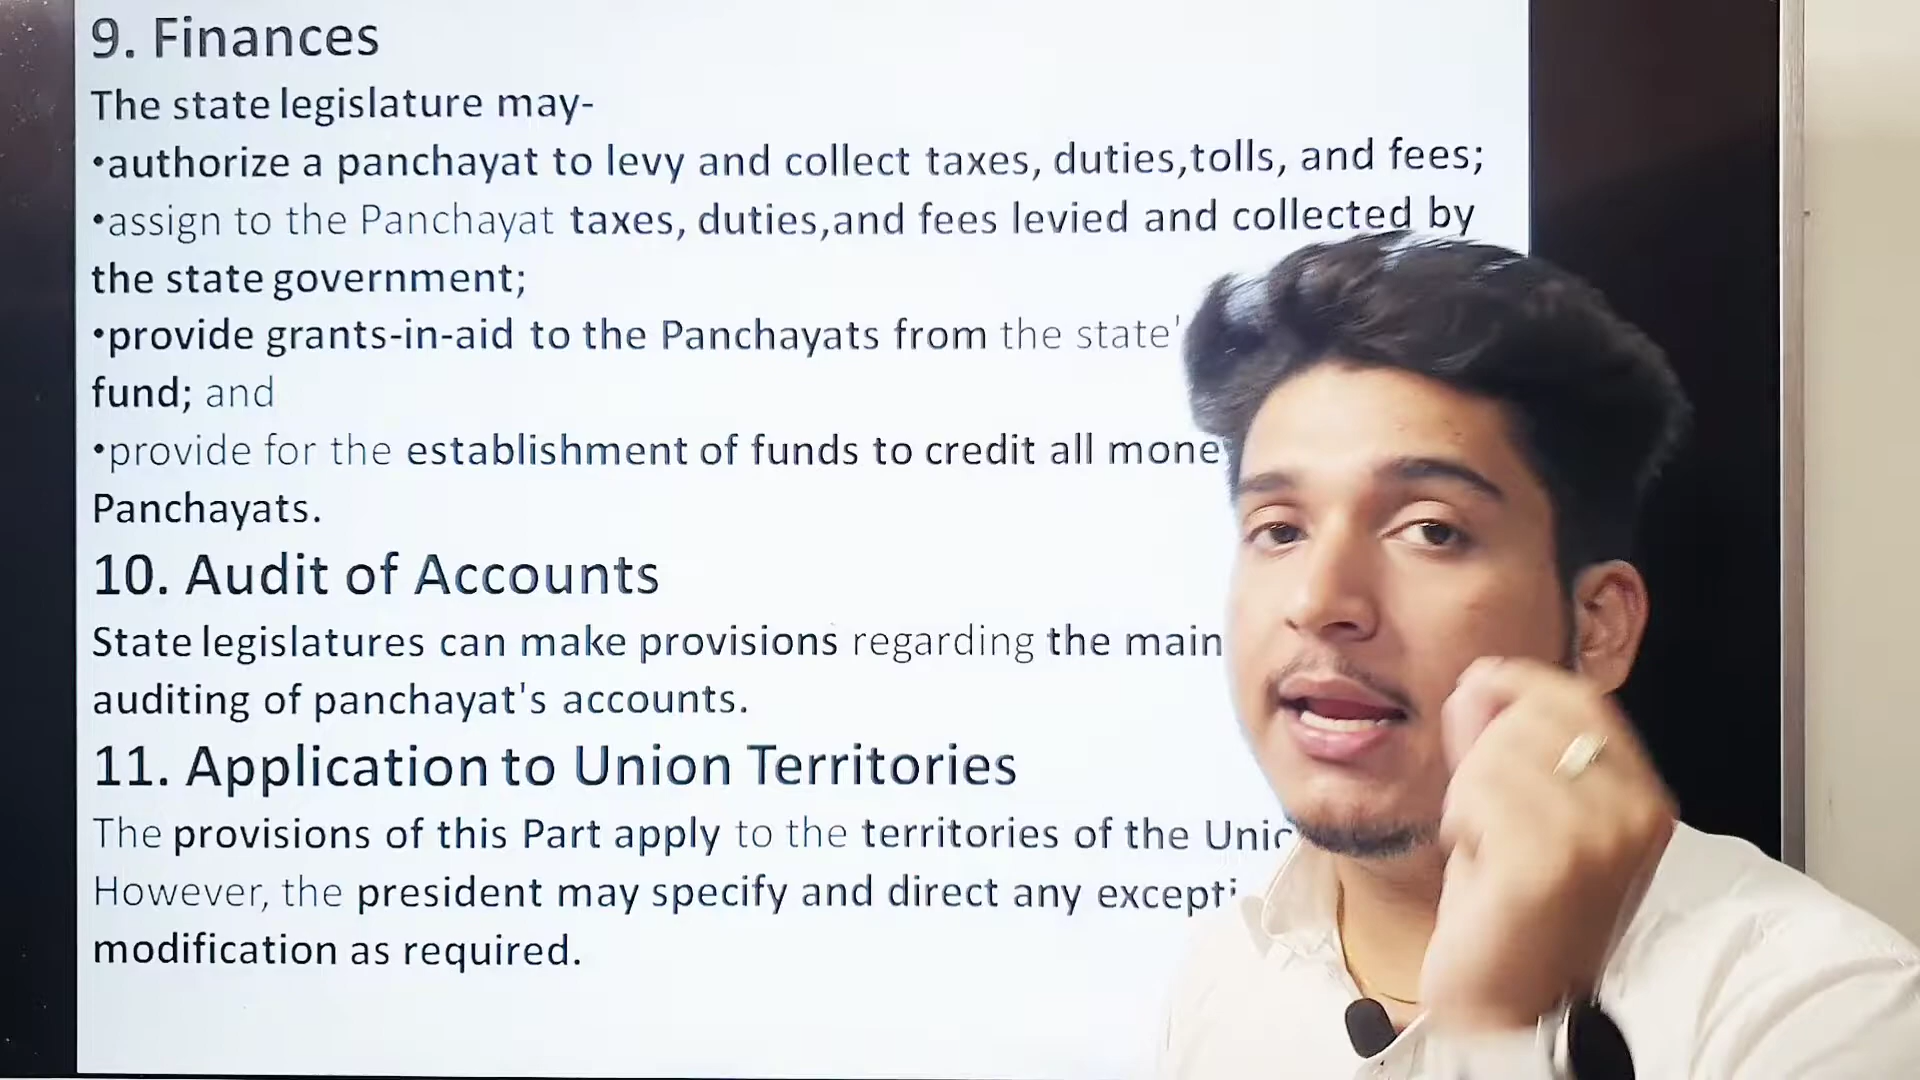 9. Finances
The state legislature may-
•authorize a panchayat to levy and collect taxes, duties,tolls, and fees;
•assign to the Panchayat taxes, duties,and fees levied and collected by
the state government;
•provide grants-in-aid to the Panchayats from the state'
fund; and
•provide for the establishment of funds to credit all
Panchayats.
10. Audit of Accounts
State legislatures can make provisions regarding the
auditing of panchayat's accounts.
11. Application to Union Territories
The provisions of this Part apply to the territories of the
However, the president may specify and direct any
modification as required.